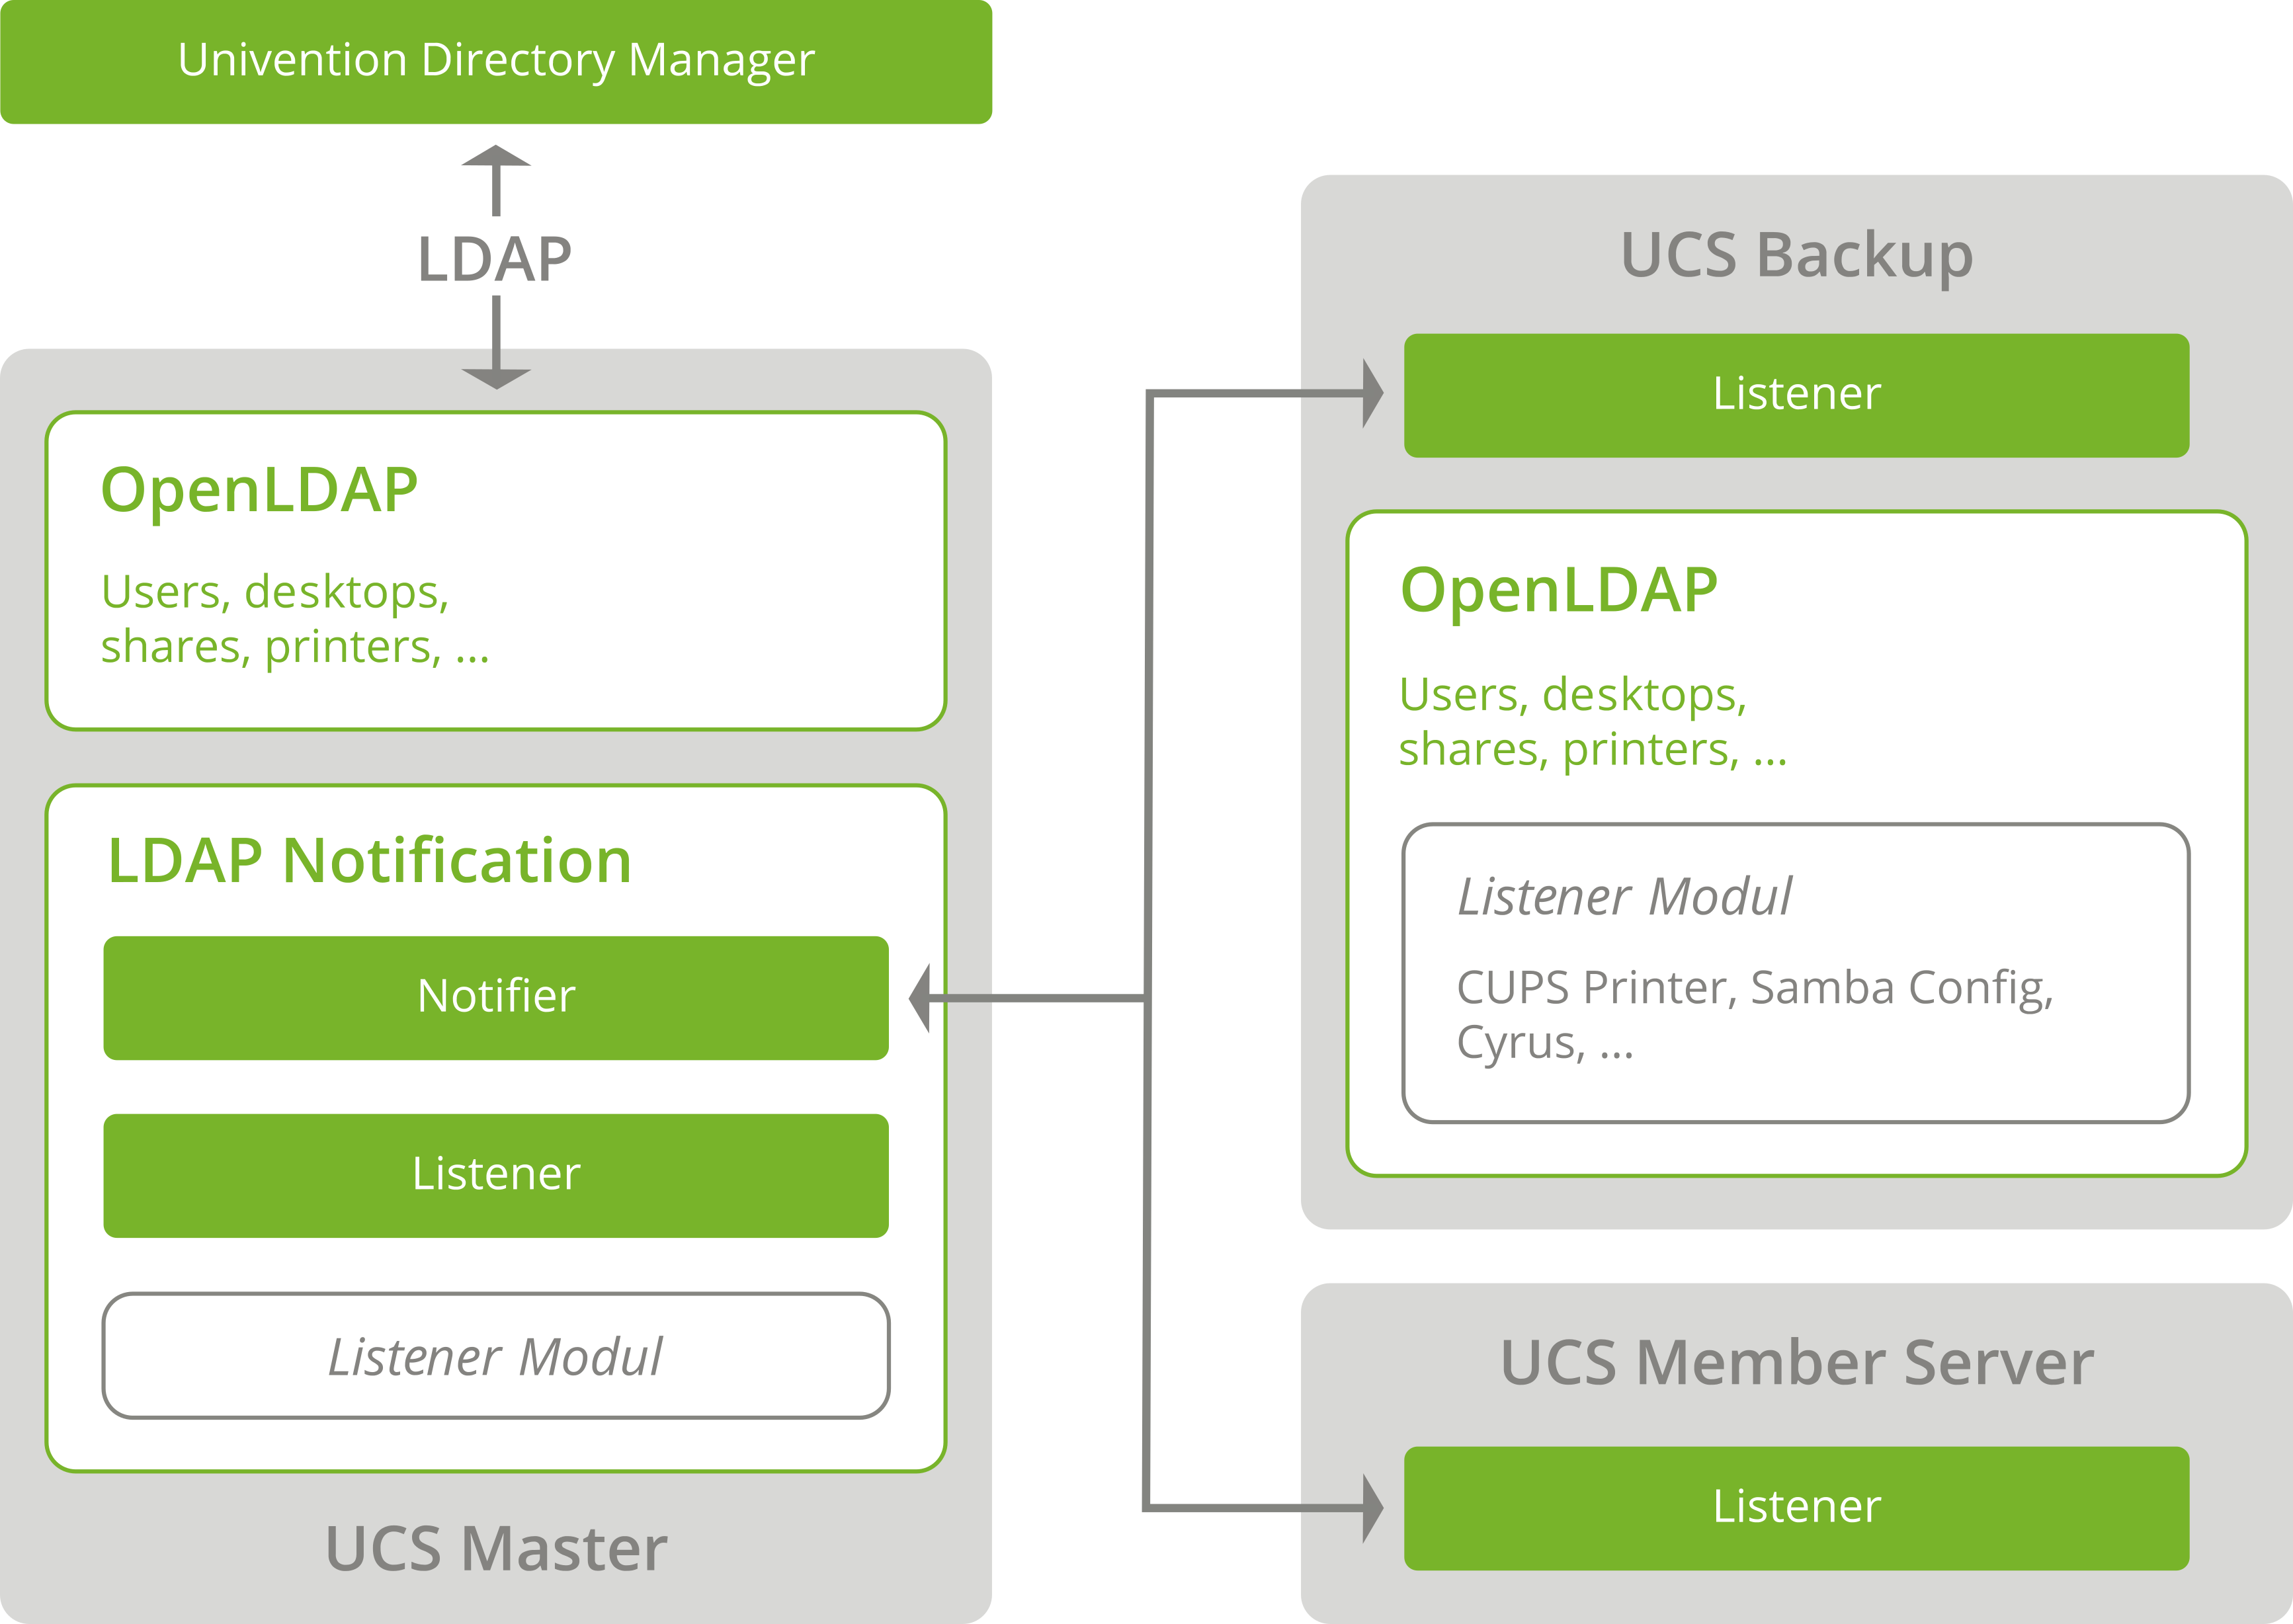 Univention Directory Manager
LDAP
OpenLDAP
Users, desktops,
shares, printers, ...
LDAP Notification
Notifier
Listener
Listener Modul
UCS Master
UCS Backup
Listener
OpenLDAP
Users, desktops,
shares, printers, ...
Listener Modul
CUPS Printer, Samba Config,
Cyrus, ...
UCS Member Server
Listener